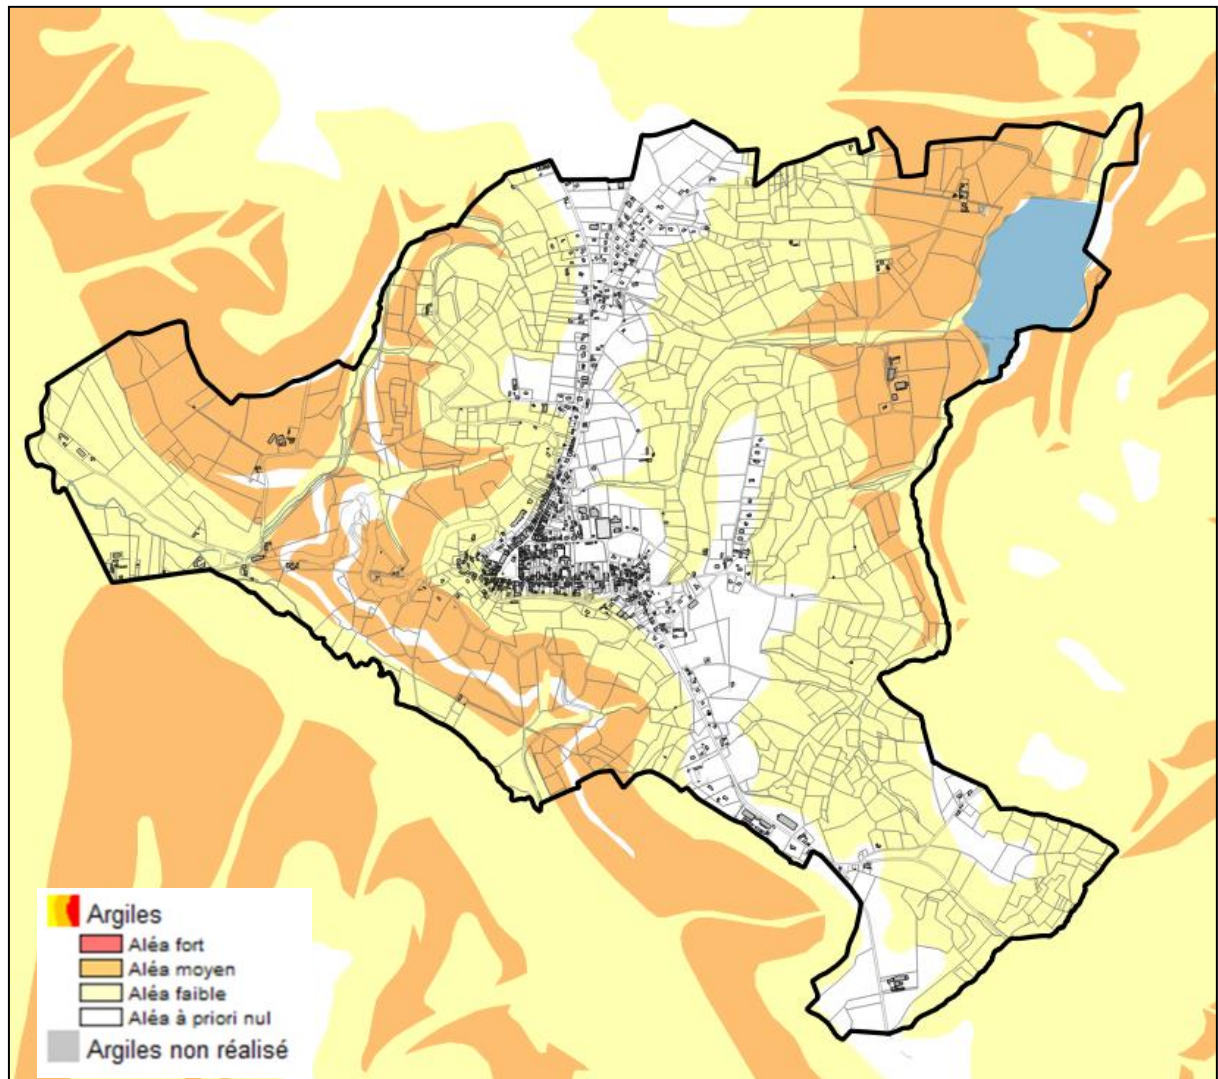 Argiles
Aléa fort
Aléa moyen
Aléa faible
Aléa à priori nul
Argiles non réalisé